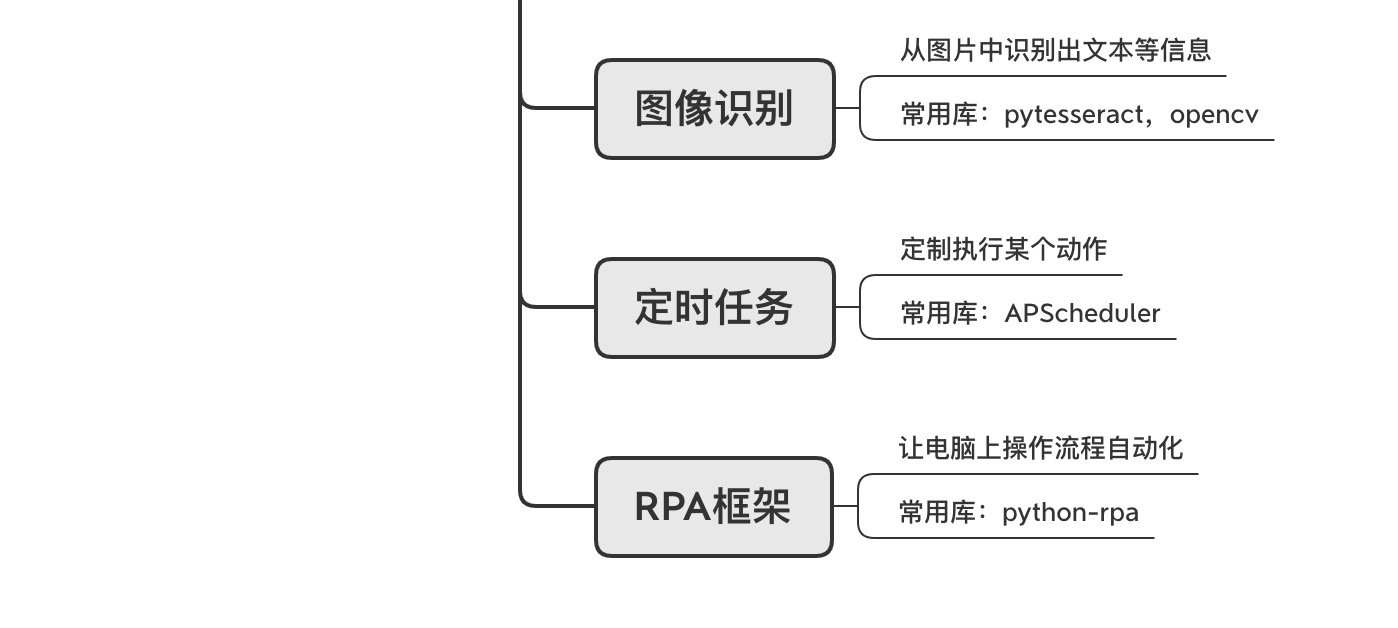 从图片中识别出文本等信息
图像识别
常用库：pytesseract，opencv
定制执行某个动作
定时任务
常用库：APScheduler
让电脑上操作流程自动化
RPA框架
常用库：python-rpa